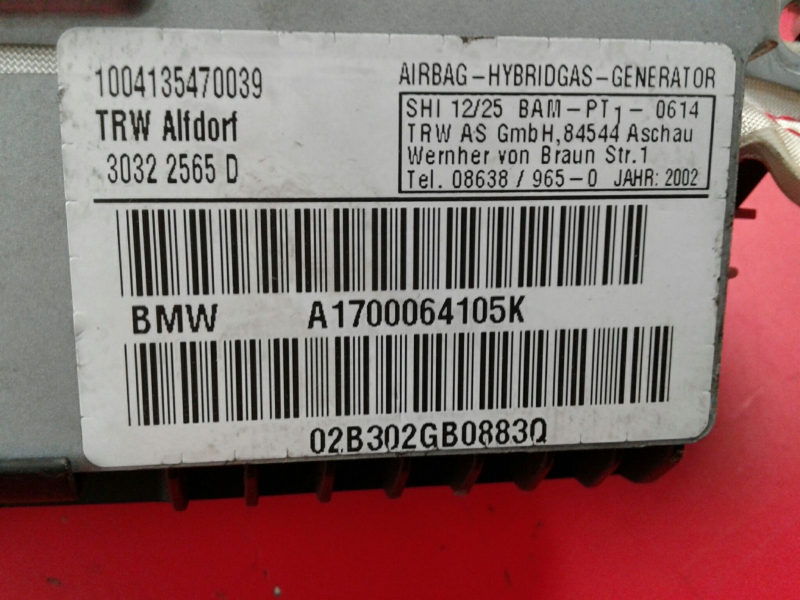 1004135470039
TRW Alfdorf
3032 2565 D
AIRBAG-HYBRIDGAS-GENERATOR
SHI 12/25 BAM-PT1- 0614
TRW AS GmbH,84544 Aschau
Wernher von Braun Str.1
Tel. 08638 / 965-0 JAHR: 2002
BMW A1700064105K
02B302GB0883Q